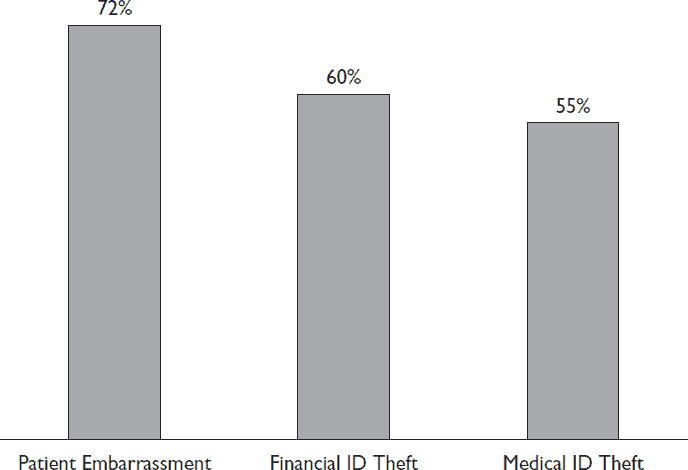 72%
60%
55%
Patient Embarrassment
Financial ID Theft
Medical ID Theft